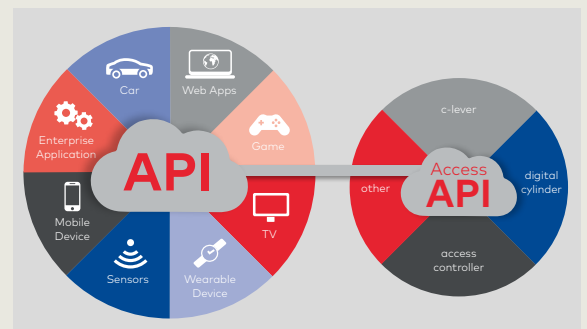 Car
Web Apps
Enterprise
Application
Game
API
Mobile
Device
TV
Sensors
Wearable
Device
c-lever
other
Access
API
digital
cylinder
access
controller